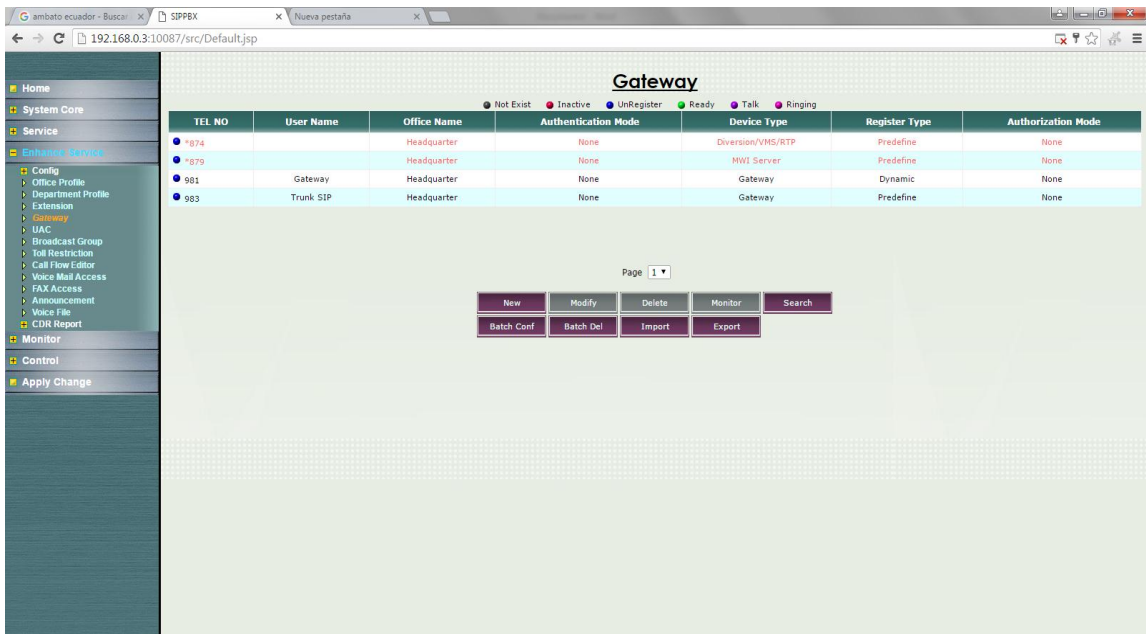 ambato ecuador - Buscar
SIPPBX
Nueva pestaña
192.168.0.3:10087/src/Default.jsp
Home
System Core
Service
Enhanced Service
Config
Office Profile
Department Profile
Extension
Gateway
UAC
Broadcast Group
Toll Restriction
Call Flow Editor
Voice Mail Access
FAX Access
Announcement
Voice File
CDR Report
Monitor
Control
Apply Change
Gateway
Not Exist Inactive UnRegister Ready Talk Ringing
TEL NO User Name Office Name Authentication Mode Device Type Register Type Authorization Mode
*874 Headquarter None Diversion/VMS/RTP Predefine None
*879 Headquarter None MWI Server Predefine None
981 Gateway Headquarter None Gateway Dynamic None
983 Trunk SIP Headquarter None Gateway Predefine None
Page 1
New Modify Delete Monitor Search
Batch Conf Batch Del Import Export